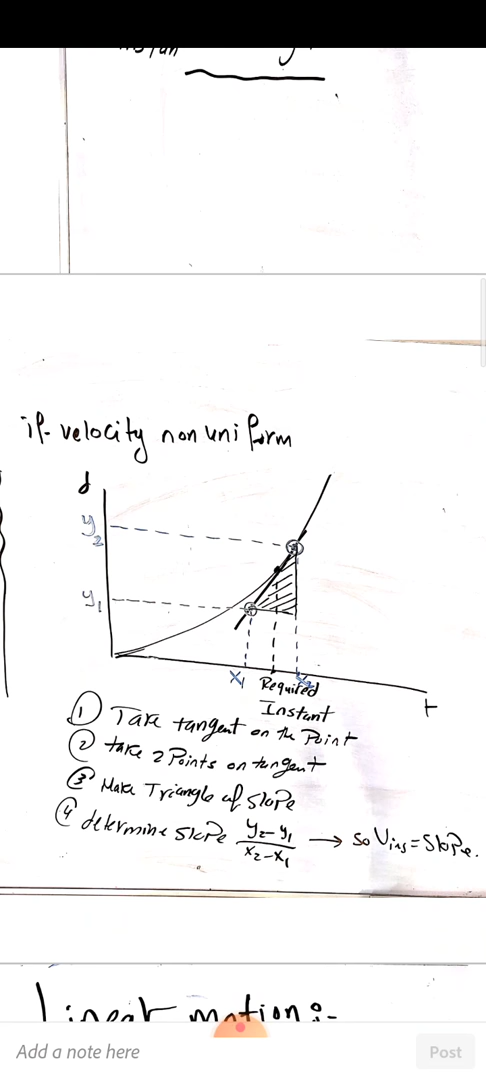 if velocity non uniform
d
y2
y1
x1 Required x2
Instant
t
① Take tangent on the Point
② take 2 Points on tangent
③ Make Triangle of slope
④ determine slope y2-y1 → so Vins = Slope.
x2-x1
Linear motion:-
Add a note here
Post